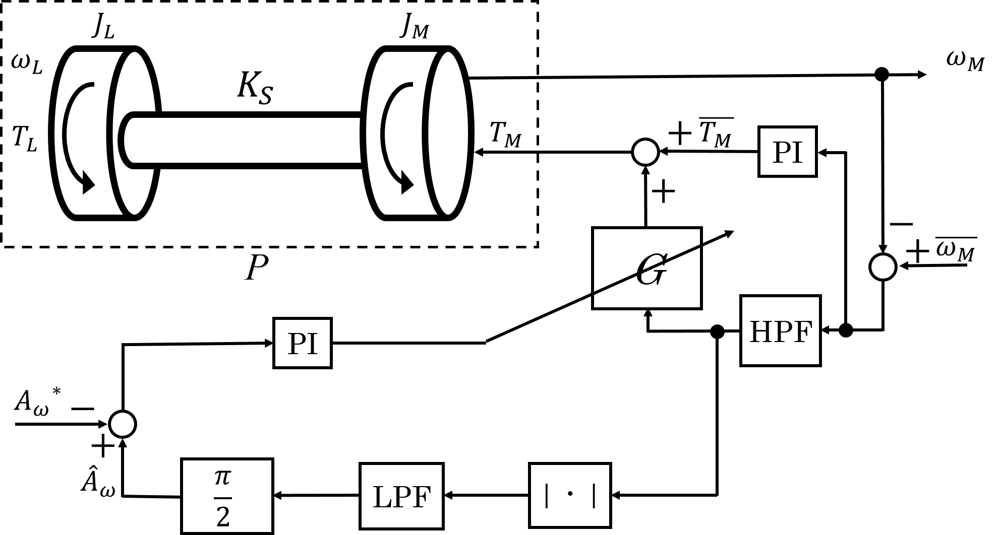 J_L
J_M
ω_L
K_S
ω_M
T_L
T_M
+ \overline{T_M}
PI
+
−
+ \overline{ω_M}
P
G
HPF
PI
A_ω* −
+
Â_ω
π/2
LPF
| · |